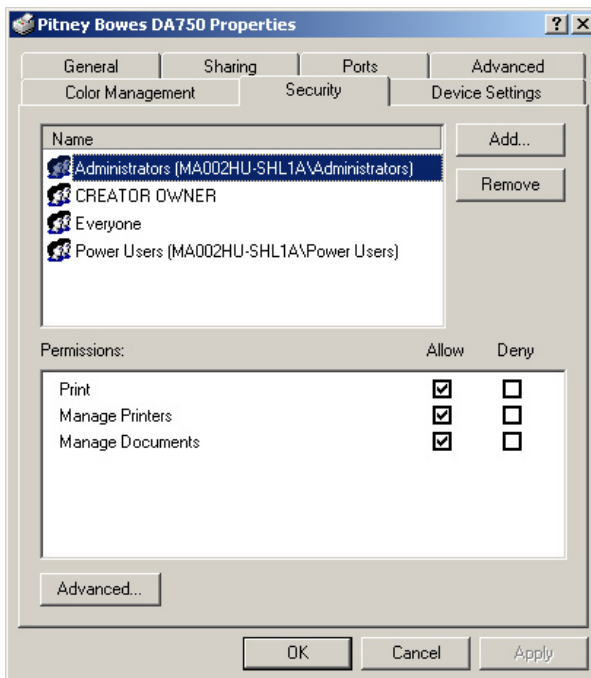 Pitney Bowes DA750 Properties
General Sharing Ports Advanced
Color Management Security Device Settings
Name
Add...
Administrators (MA002HU-SHL1A\Administrators)
Remove
CREATOR OWNER
Everyone
Power Users (MA002HU-SHL1A\Power Users)
Permissions: Allow Deny
Print
Manage Printers
Manage Documents
Advanced...
OK Cancel Apply